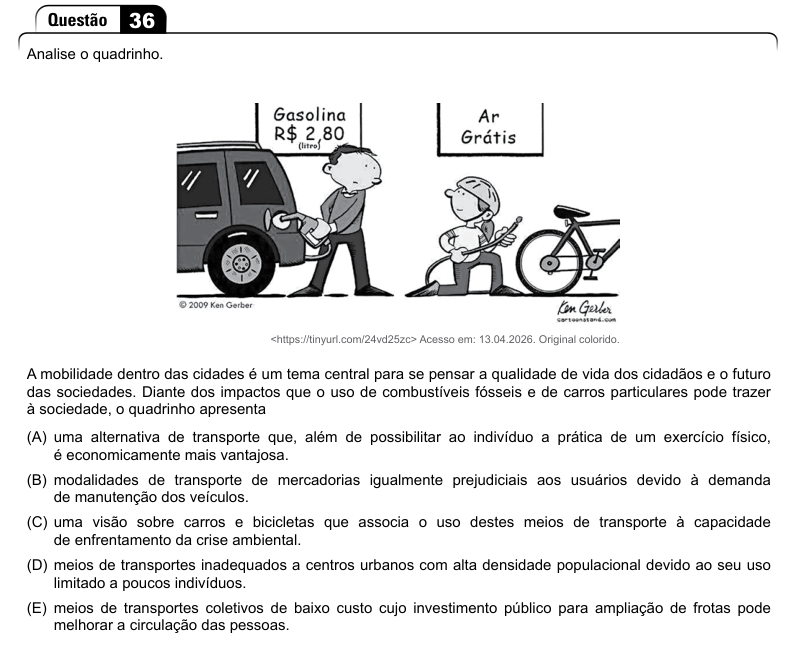 Questão 36
Analise o quadrinho.
Gasolina
R$ 2,80
(litro)
Ar
Grátis
© 2009 Ken Gerber
Ken Gerber
cartoonstand.com
<https://tinyurl.com/24vd25zc> Acesso em: 13.04.2026. Original colorido.
A mobilidade dentro das cidades é um tema central para se pensar a qualidade de vida dos cidadãos e o futuro
das sociedades. Diante dos impactos que o uso de combustíveis fósseis e de carros particulares pode trazer
à sociedade, o quadrinho apresenta
(A) uma alternativa de transporte que, além de possibilitar ao indivíduo a prática de um exercício físico,
é economicamente mais vantajosa.
(B) modalidades de transporte de mercadorias igualmente prejudiciais aos usuários devido à demanda
de manutenção dos veículos.
(C) uma visão sobre carros e bicicletas que associa o uso destes meios de transporte à capacidade
de enfrentamento da crise ambiental.
(D) meios de transportes inadequados a centros urbanos com alta densidade populacional devido ao seu uso
limitado a poucos indivíduos.
(E) meios de transportes coletivos de baixo custo cujo investimento público para ampliação de frotas pode
melhorar a circulação das pessoas.